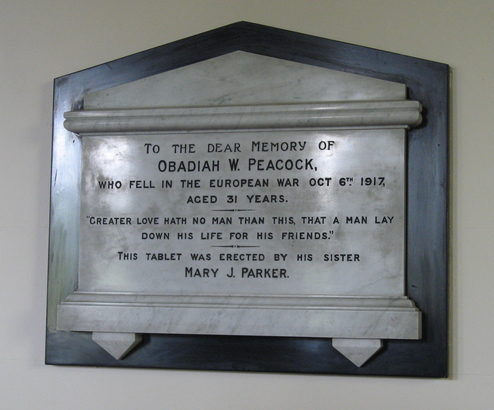 TO THE DEAR MEMORY OF
OBADIAH W. PEACOCK,
WHO FELL IN THE EUROPEAN WAR OCT 6TH 1917,
AGED 31 YEARS.
"GREATER LOVE HATH NO MAN THAN THIS, THAT A MAN LAY
DOWN HIS LIFE FOR HIS FRIENDS."
THIS TABLET WAS ERECTED BY HIS SISTER
MARY J. PARKER.